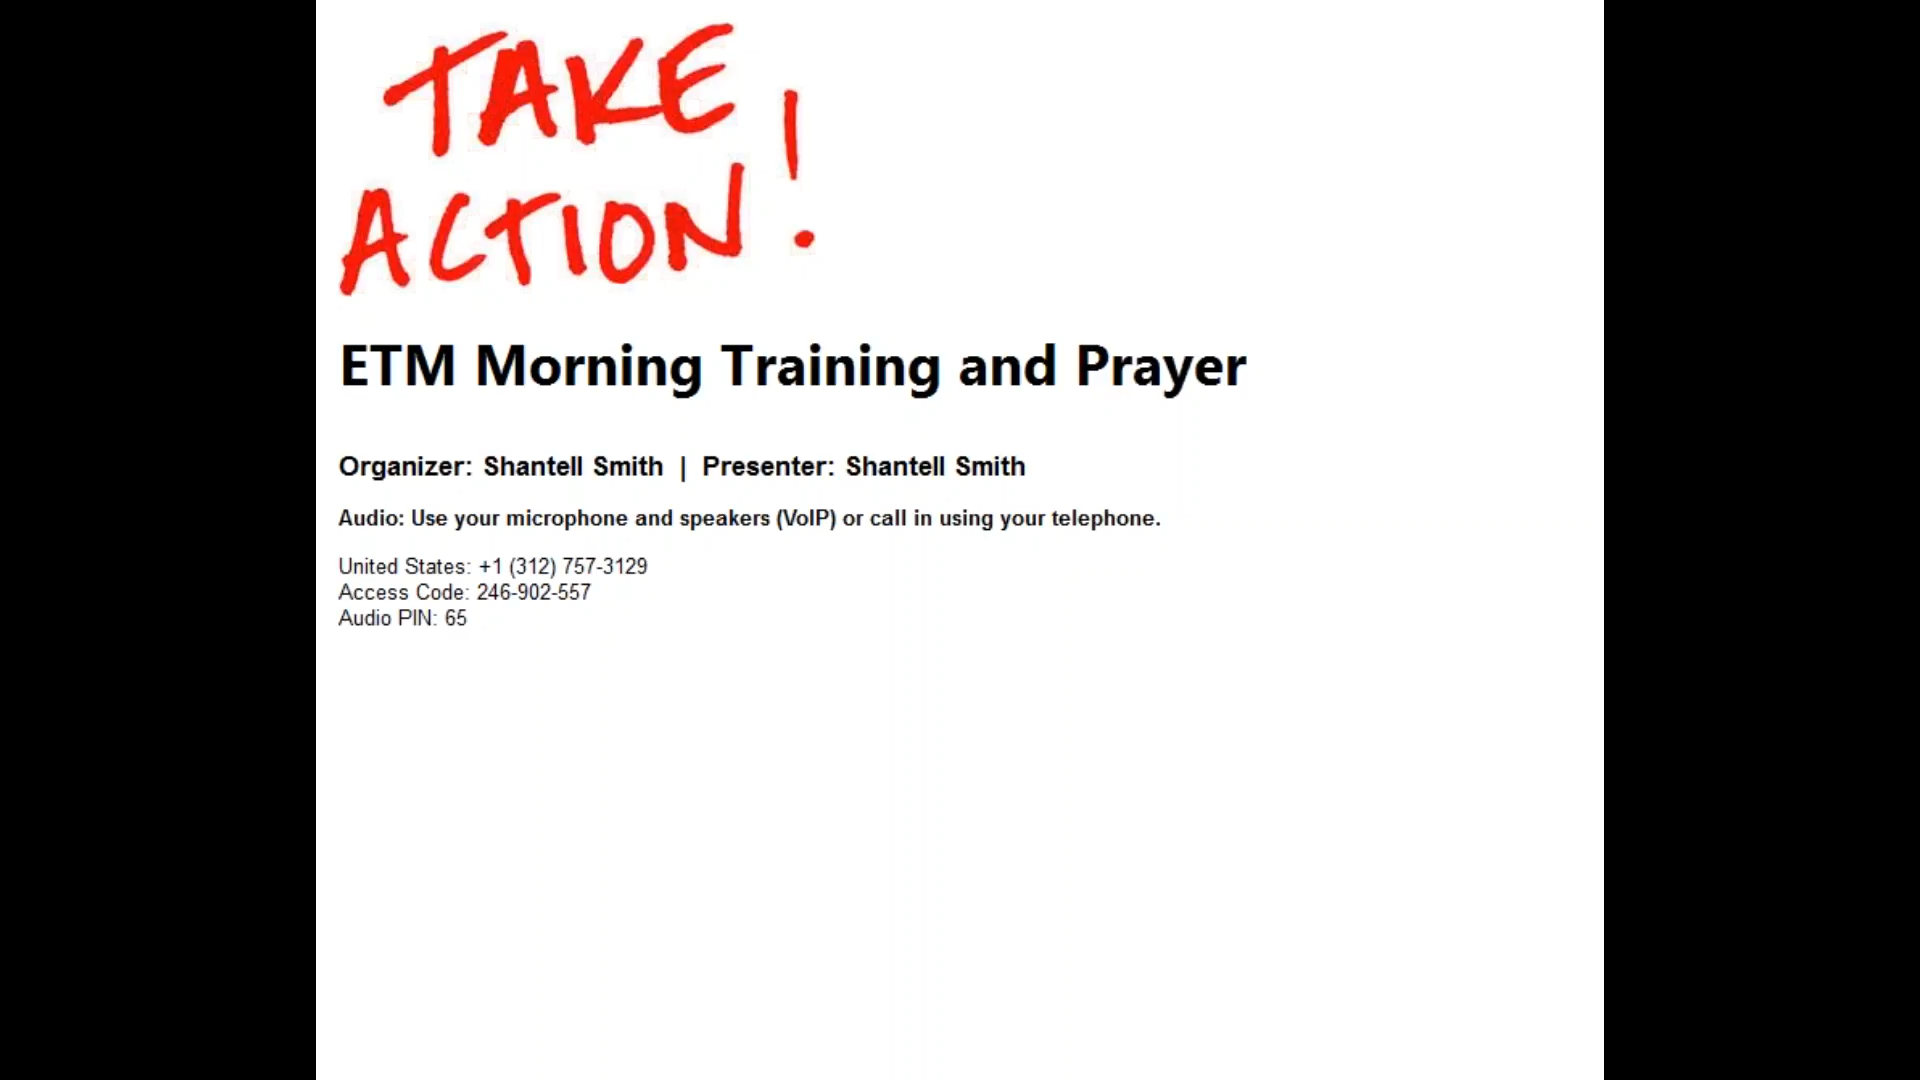 TAKE
ACTION!
ETM Morning Training and Prayer
Organizer: Shantell Smith | Presenter: Shantell Smith
Audio: Use your microphone and speakers (VoIP) or call in using your telephone.
United States: +1 (312) 757-3129
Access Code: 246-902-557
Audio PIN: 65